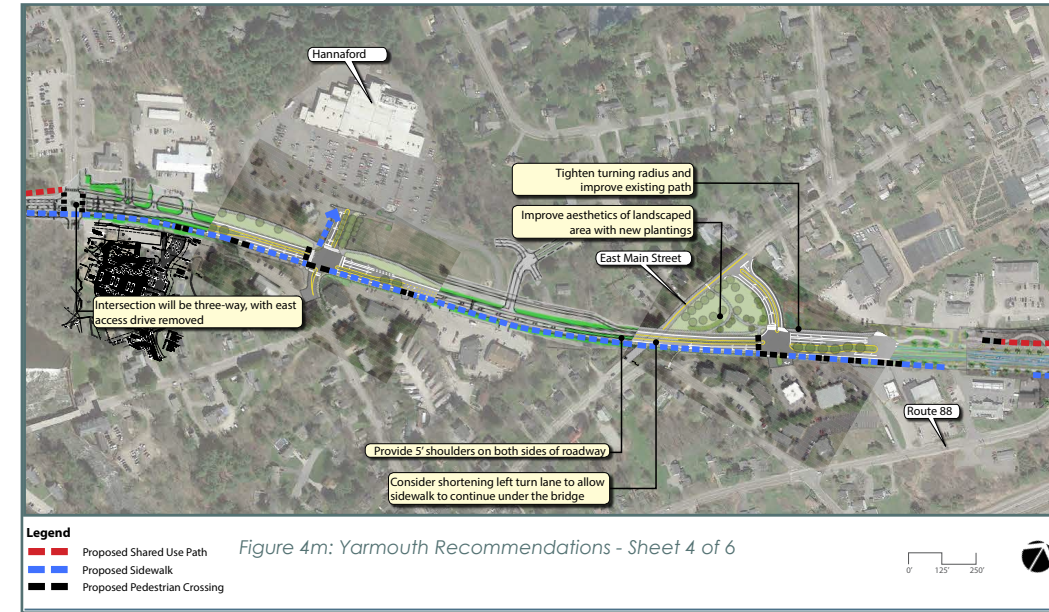 Hannaford
Tighten turning radius and
improve existing path
Improve aesthetics of landscaped
area with new plantings
East Main Street
Intersection will be three-way, with east
access drive removed
Route 88
Provide 5' shoulders on both sides of roadway
Consider shortening left turn lane to allow
sidewalk to continue under the bridge
Legend
Proposed Shared Use Path
Proposed Sidewalk
Proposed Pedestrian Crossing
Figure 4m: Yarmouth Recommendations - Sheet 4 of 6
0' 125' 250'